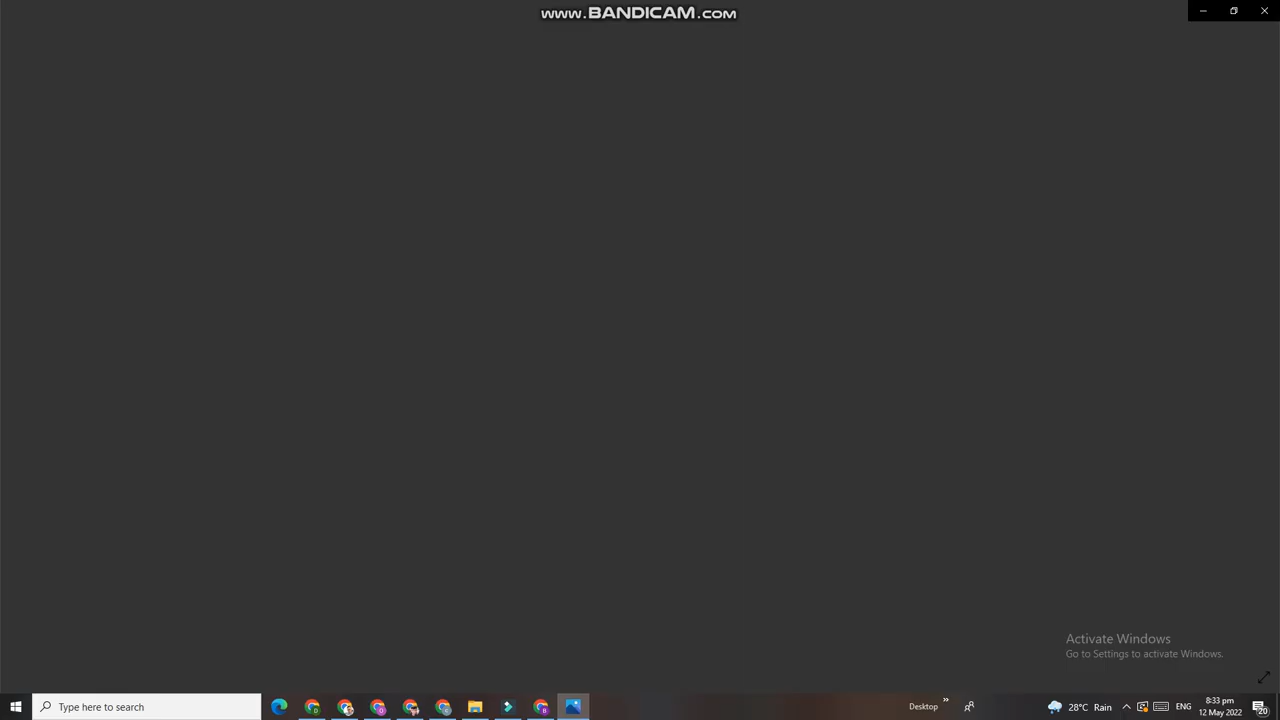 www.BANDICAM.com
Activate Windows
Go to Settings to activate Windows.
Type here to search
Desktop
28°C Rain
ENG
8:33 pm
12 May 2022